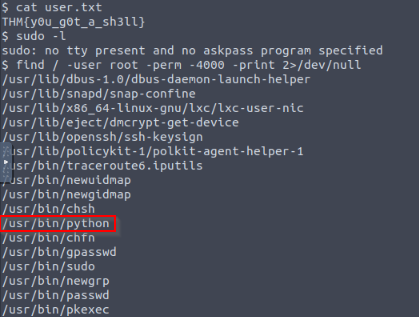 $ cat user.txt
THM{y0u_g0t_a_sh3ll}
$ sudo -l
sudo: no tty present and no askpass program specified
$ find / -user root -perm -4000 -print 2>/dev/null
/usr/lib/dbus-1.0/dbus-daemon-launch-helper
/usr/lib/snapd/snap-confine
/usr/lib/x86_64-linux-gnu/lxc/lxc-user-nic
/usr/lib/eject/dmcrypt-get-device
/usr/lib/openssh/ssh-keysign
/usr/lib/policykit-1/polkit-agent-helper-1
/usr/bin/traceroute6.iputils
/usr/bin/newuidmap
/usr/bin/newgidmap
/usr/bin/chsh
/usr/bin/python
/usr/bin/chfn
/usr/bin/gpasswd
/usr/bin/sudo
/usr/bin/newgrp
/usr/bin/passwd
/usr/bin/pkexec